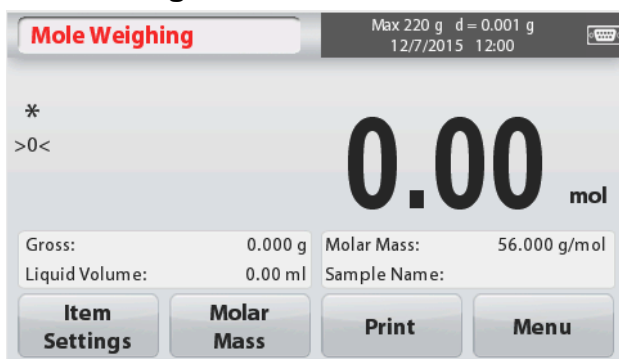 Mole Weighing
Max 220 g d = 0.001 g
12/7/2015 12:00
*
>0<
0.00 mol
Gross: 0.000 g
Liquid Volume: 0.00 ml
Molar Mass: 56.000 g/mol
Sample Name:
Item Settings
Molar Mass
Print
Menu